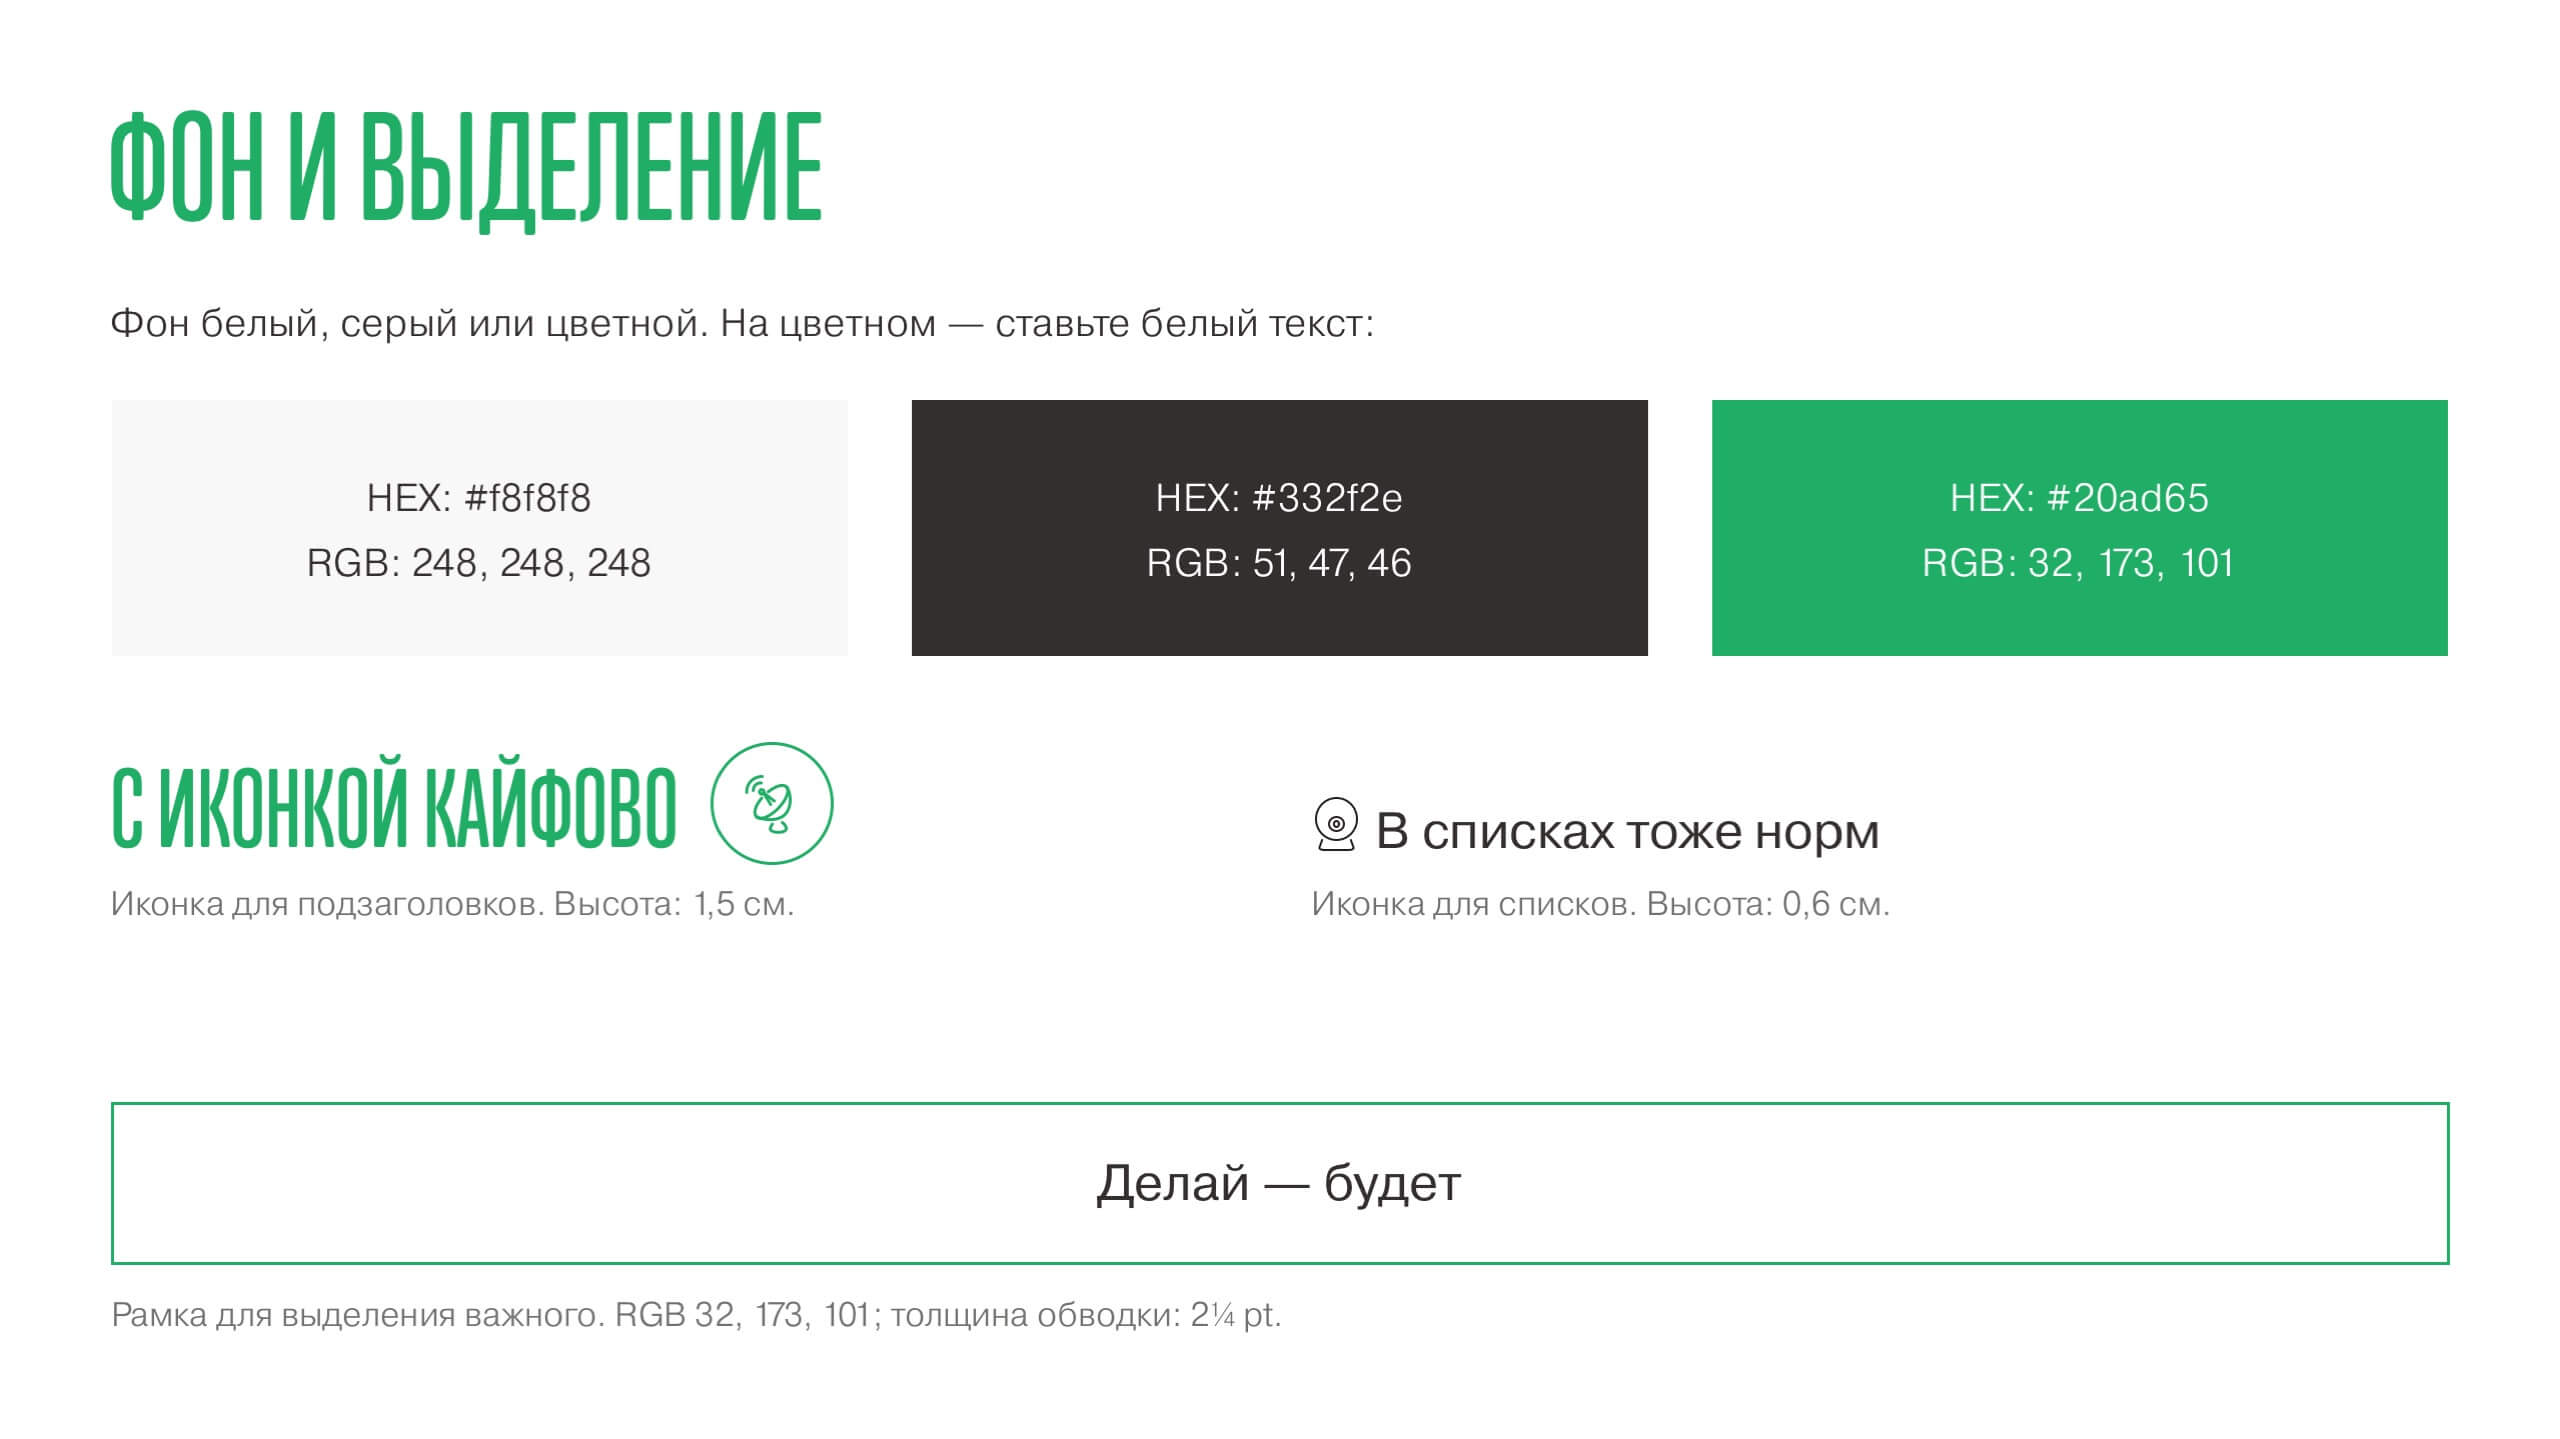 ФОН И ВЫДЕЛЕНИЕ
Фон белый, серый или цветной. На цветном — ставьте белый текст:
HEX: #f8f8f8
RGB: 248, 248, 248
HEX: #332f2e
RGB: 51, 47, 46
HEX: #20ad65
RGB: 32, 173, 101
С ИКОНКОЙ КАЙФОВО
Иконка для подзаголовков. Высота: 1,5 см.
В списках тоже норм
Иконка для списков. Высота: 0,6 см.
Делай — будет
Рамка для выделения важного. RGB 32, 173, 101; толщина обводки: 2¼ pt.